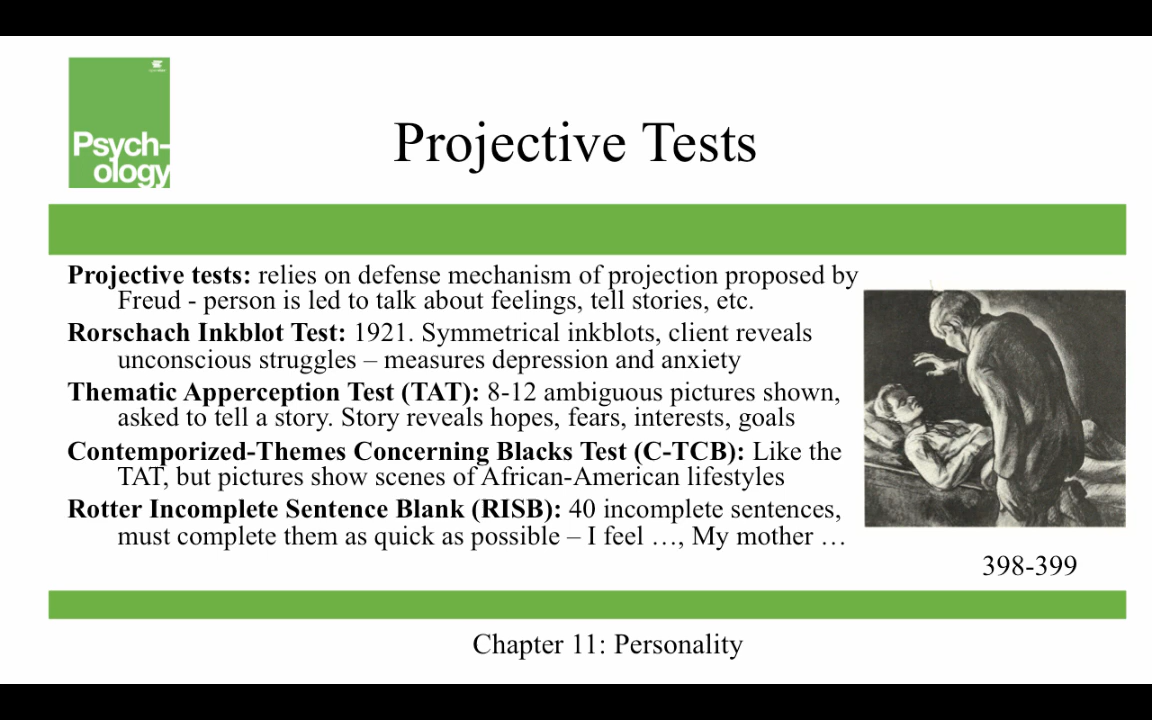 Psych-
ology
Projective Tests
Projective tests: relies on defense mechanism of projection proposed by
Freud - person is led to talk about feelings, tell stories, etc.
Rorschach Inkblot Test: 1921. Symmetrical inkblots, client reveals
unconscious struggles – measures depression and anxiety
Thematic Apperception Test (TAT): 8-12 ambiguous pictures shown,
asked to tell a story. Story reveals hopes, fears, interests, goals
Contemporized-Themes Concerning Blacks Test (C-TCB): Like the
TAT, but pictures show scenes of African-American lifestyles
Rotter Incomplete Sentence Blank (RISB): 40 incomplete sentences,
must complete them as quick as possible – I feel …, My mother …
398-399
Chapter 11: Personality